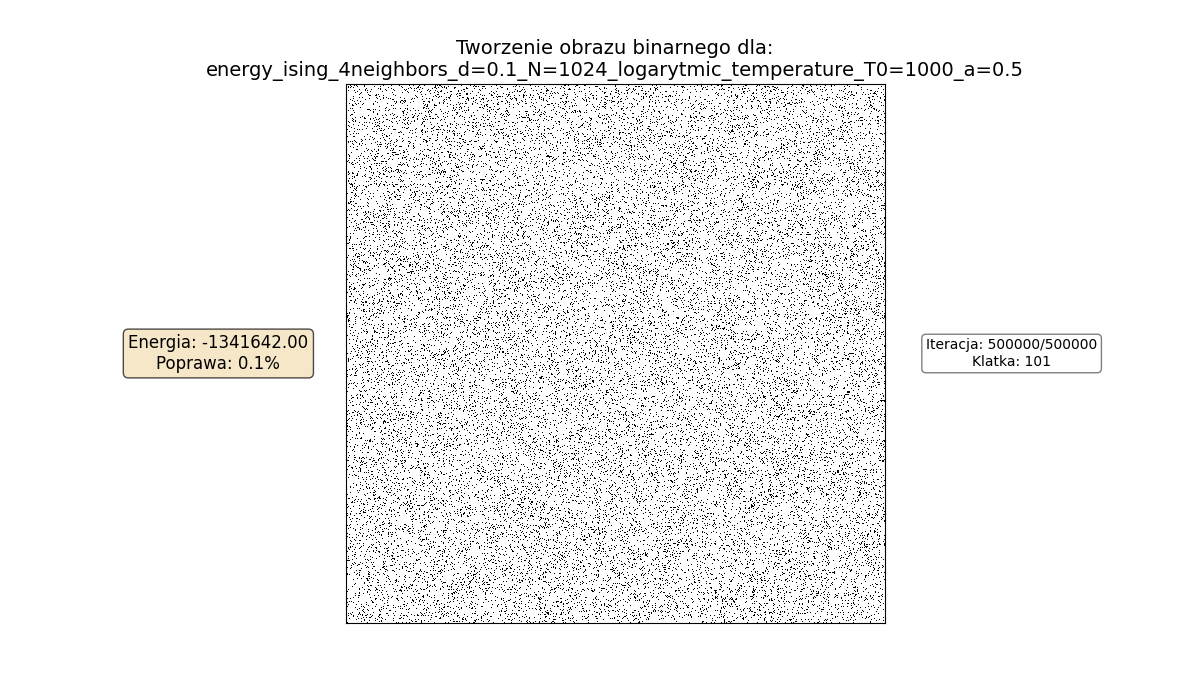 Tworzenie obrazu binarnego dla:
energy_ising_4neighbors_d=0.1_N=1024_logarytmic_temperature_T0=1000_a=0.5
Energia: -1341642.00
Poprawa: 0.1%
Iteracja: 500000/500000
Klatka: 101